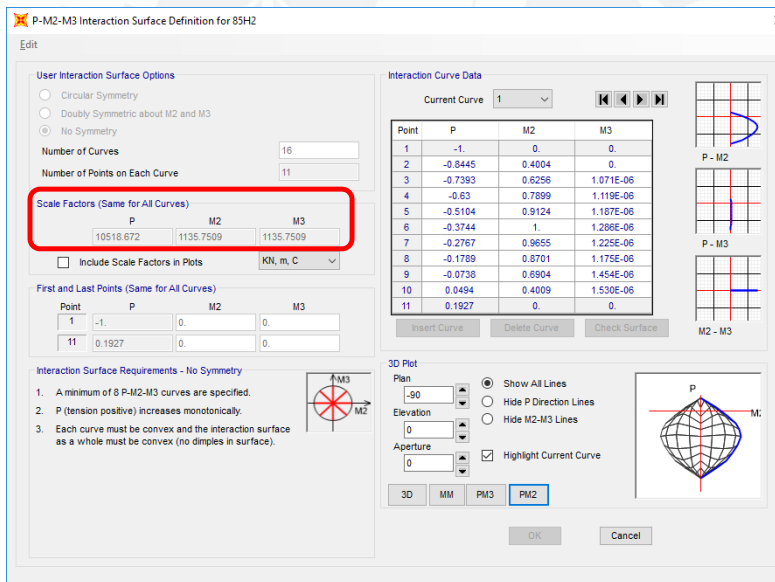 P-M2-M3 Interaction Surface Definition for 85H2
Edit
User Interaction Surface Options
Circular Symmetry
Doubly Symmetric about M2 and M3
No Symmetry
Number of Curves 16
Number of Points on Each Curve 11
Scale Factors (Same for All Curves)
P M2 M3
10518.672 1135.7509 1135.7509
Include Scale Factors in Plots KN, m, C
First and Last Points (Same for All Curves)
Point P M2 M3
1 -1. 0. 0.
11 0.1927 0. 0.
Interaction Surface Requirements - No Symmetry
1. A minimum of 8 P-M2-M3 curves are specified.
2. P (tension positive) increases monotonically.
3. Each curve must be convex and the interaction surface
as a whole must be convex (no dimples in surface).
M3
M2
Interaction Curve Data
Current Curve 1
Point P M2 M3
1 -1. 0. 0.
2 -0.8445 0.4004 0.
3 -0.7393 0.6256 1.071E-06
4 -0.63 0.7899 1.119E-06
5 -0.5104 0.9124 1.187E-06
6 -0.3744 1. 1.286E-06
7 -0.2767 0.9655 1.225E-06
8 -0.1789 0.8701 1.175E-06
9 -0.0738 0.6904 1.454E-06
10 0.0494 0.4009 1.530E-06
11 0.1927 0. 0.
Insert Curve Delete Curve Check Surface
P - M2
P - M3
M2 - M3
3D Plot
Plan
-90
Elevation
0
Aperture
0
Show All Lines
Hide P Direction Lines
Hide M2-M3 Lines
Highlight Current Curve
3D MM PM3 PM2
P
OK Cancel